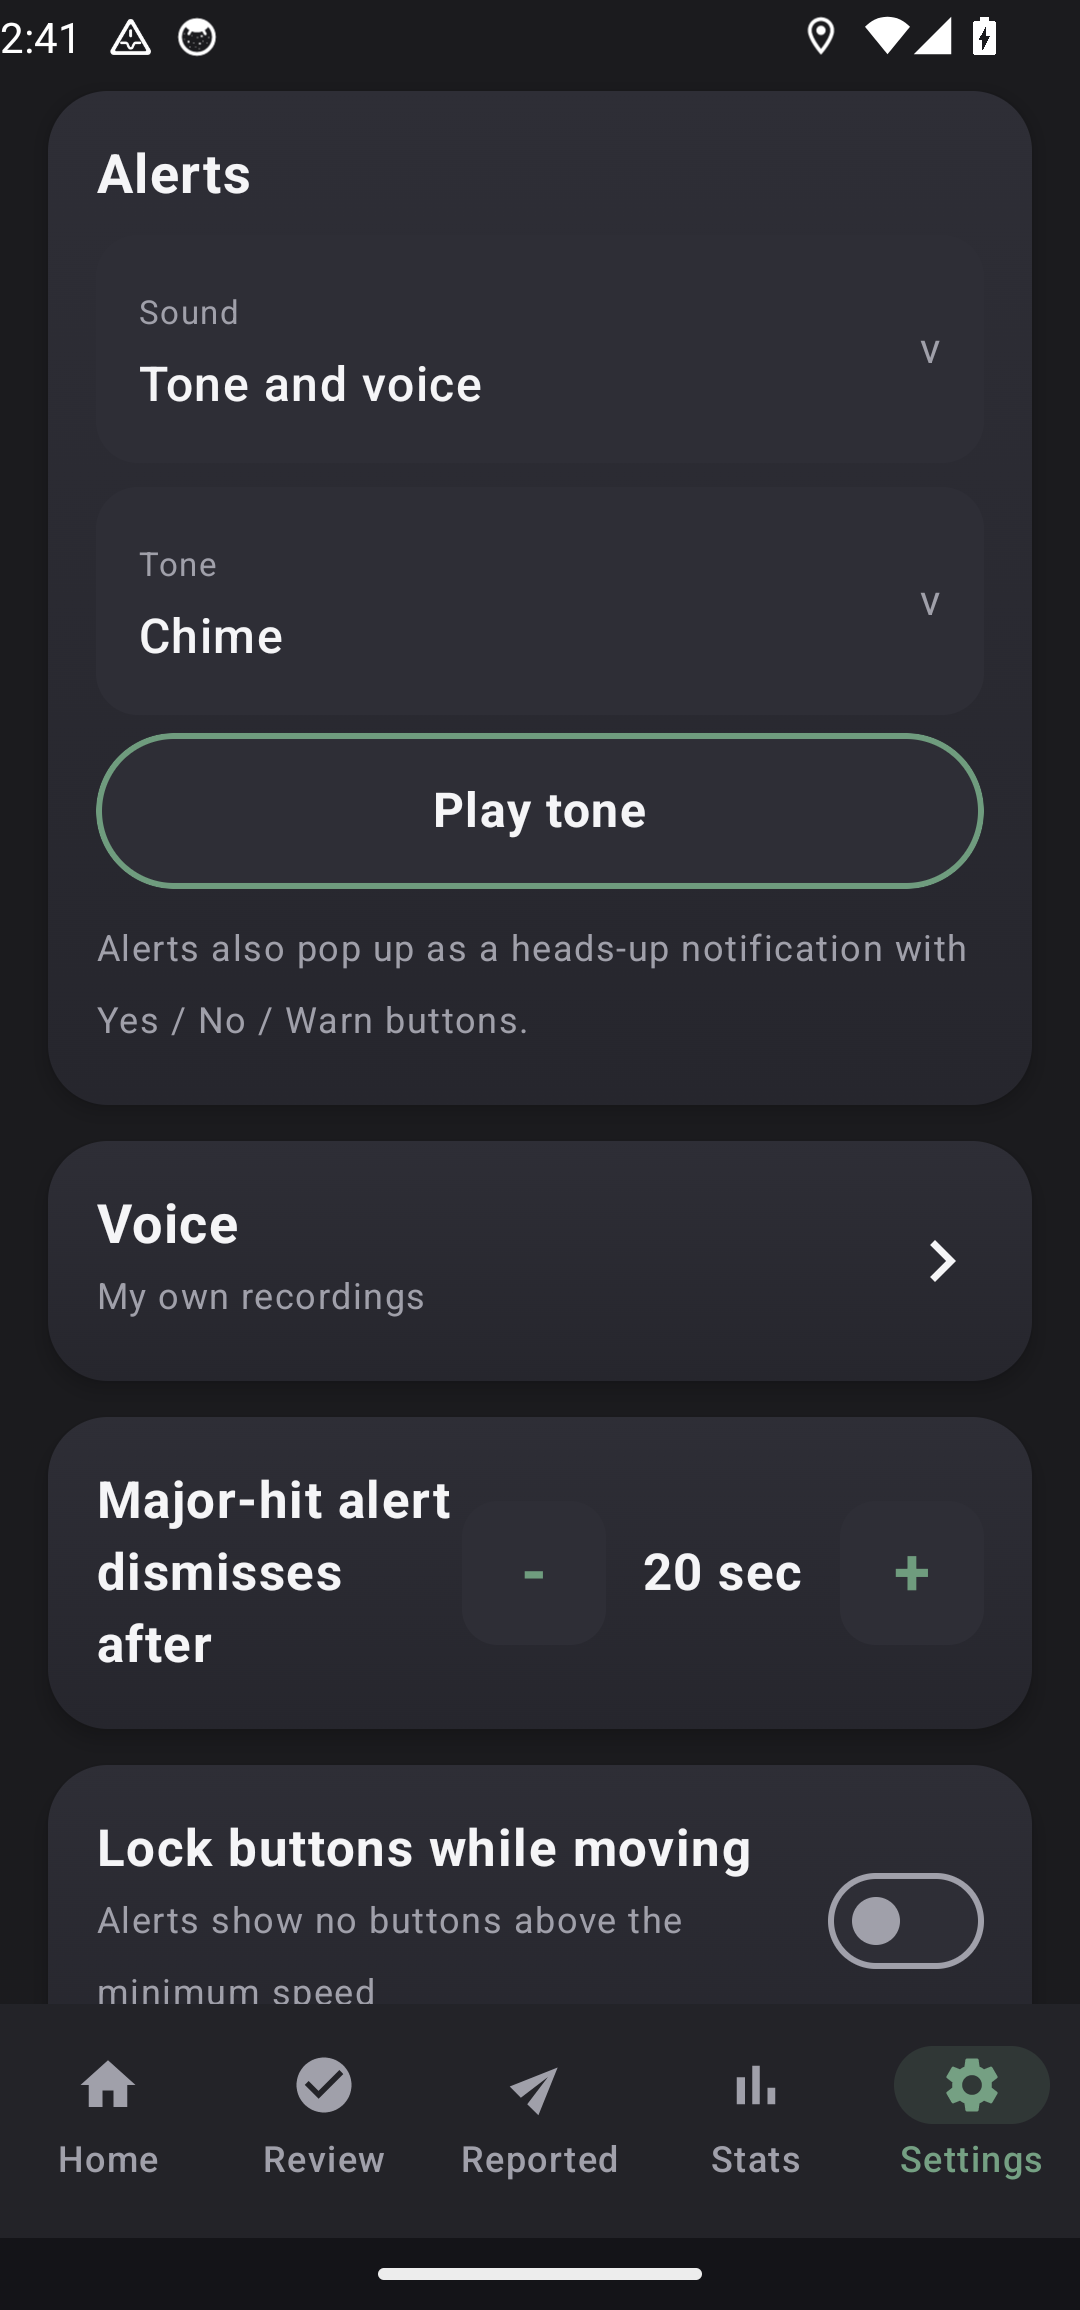 2:41
Alerts
Sound
Tone and voice
v
Tone
Chime
v
Play tone
Alerts also pop up as a heads-up notification with
Yes / No / Warn buttons.
Voice
My own recordings
Major-hit alert
dismisses
after
- 20 sec +
Lock buttons while moving
Alerts show no buttons above the
minimum speed
Home Review Reported Stats Settings